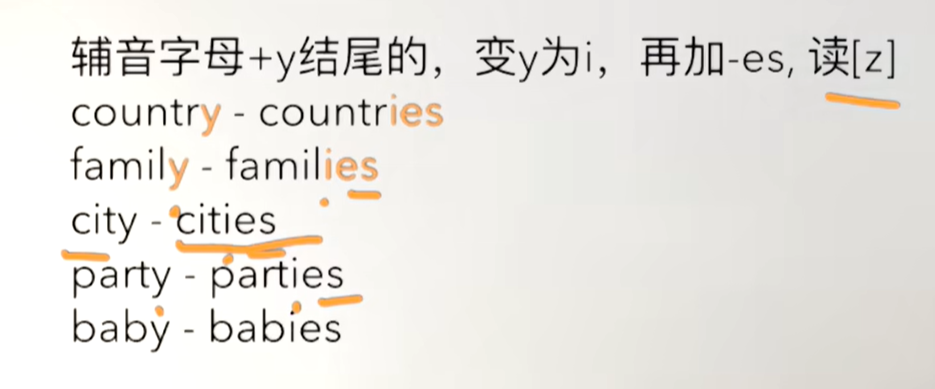 辅音字母+y结尾的，变y为i，再加-es, 读[z]
country - countries
family - families
city - cities
party - parties
baby - babies